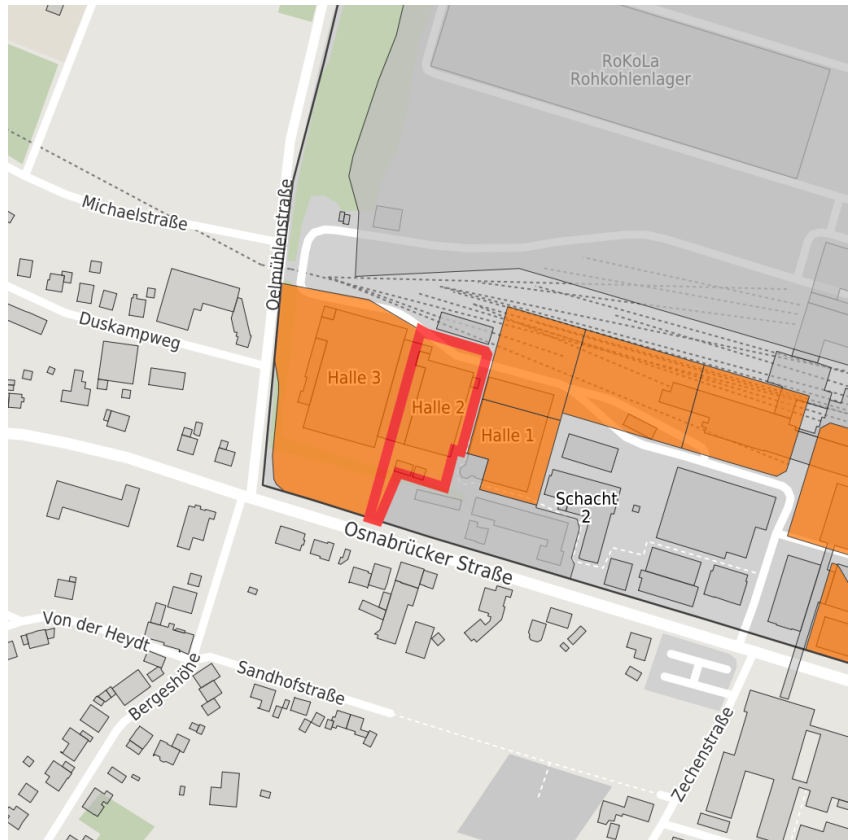 RoKoLa
Rohkohlenlager
Michaelstraße
Oelmühlenstraße
Duskampweg
Halle 3
Halle 2
Halle 1
Schacht
2
Osnabrücker Straße
Von der Heydt
Bergeshöhe
Sandhofstraße
Zechenstraße